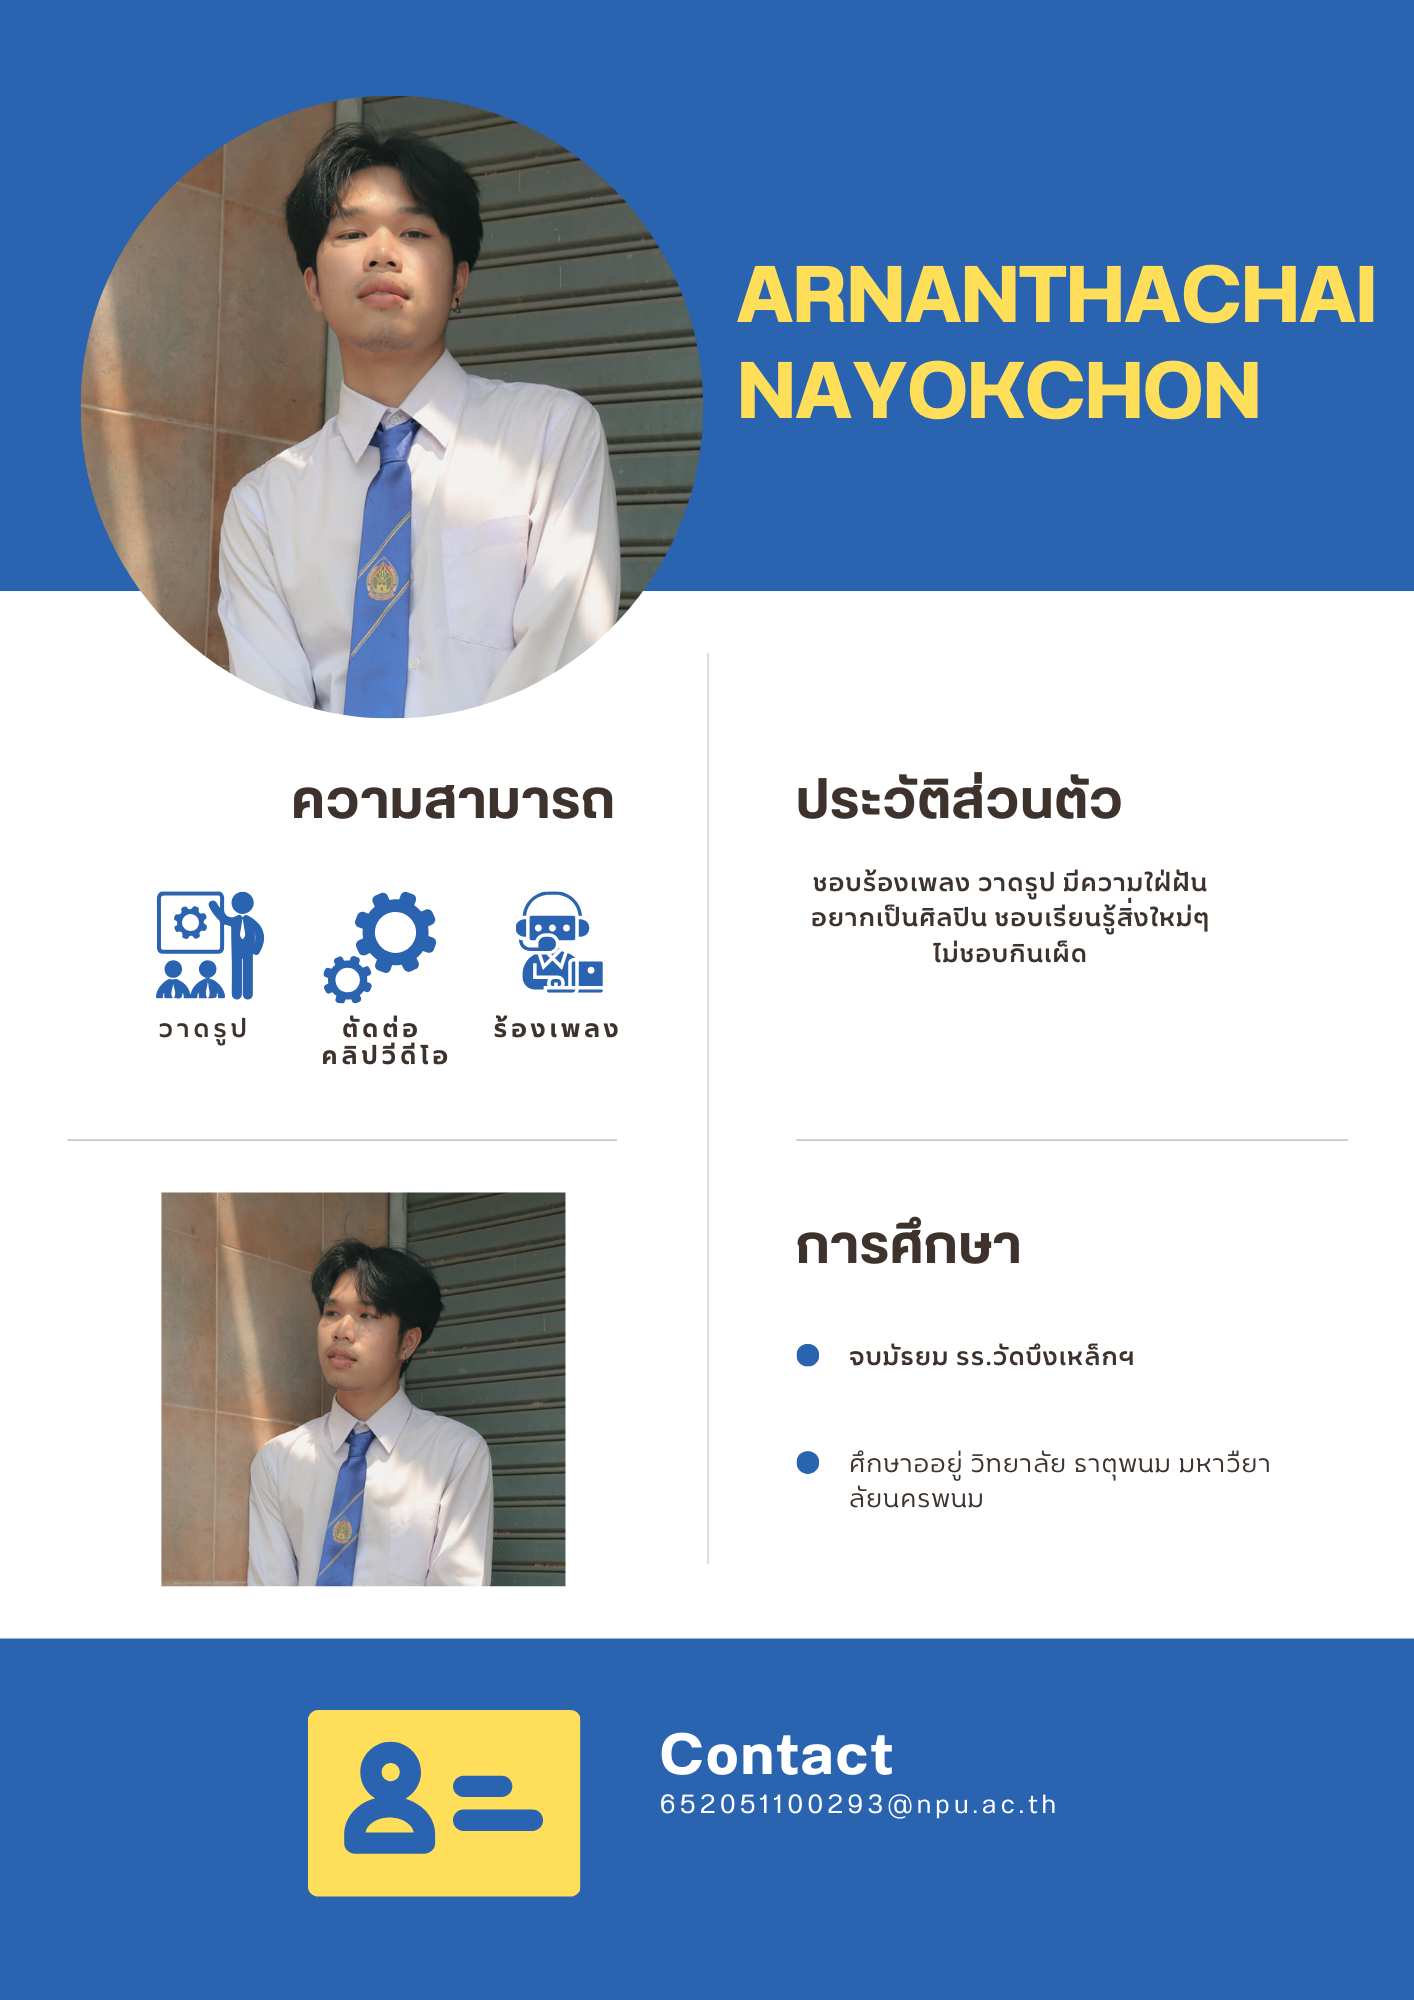 ARNANTHACHAI
NAYOKCHON
ความสามารถ
วาดรูป
ตัดต่อ
คลิปวีดีโอ
ร้องเพลง
ประวัติส่วนตัว
ชอบร้องเพลง วาดรูป มีความใฝ่ฝัน
อยากเป็นศิลปิน ชอบเรียนรู้สิ่งใหม่ๆ
ไม่ชอบกินเผ็ด
การศึกษา
จบมัธยม รร.วัดบึงเหล็กฯ
ศึกษาออยู่ วิทยาลัย ธาตุพนม มหาวืยา
ลัยนครพนม
Contact
652051100293@npu.ac.th